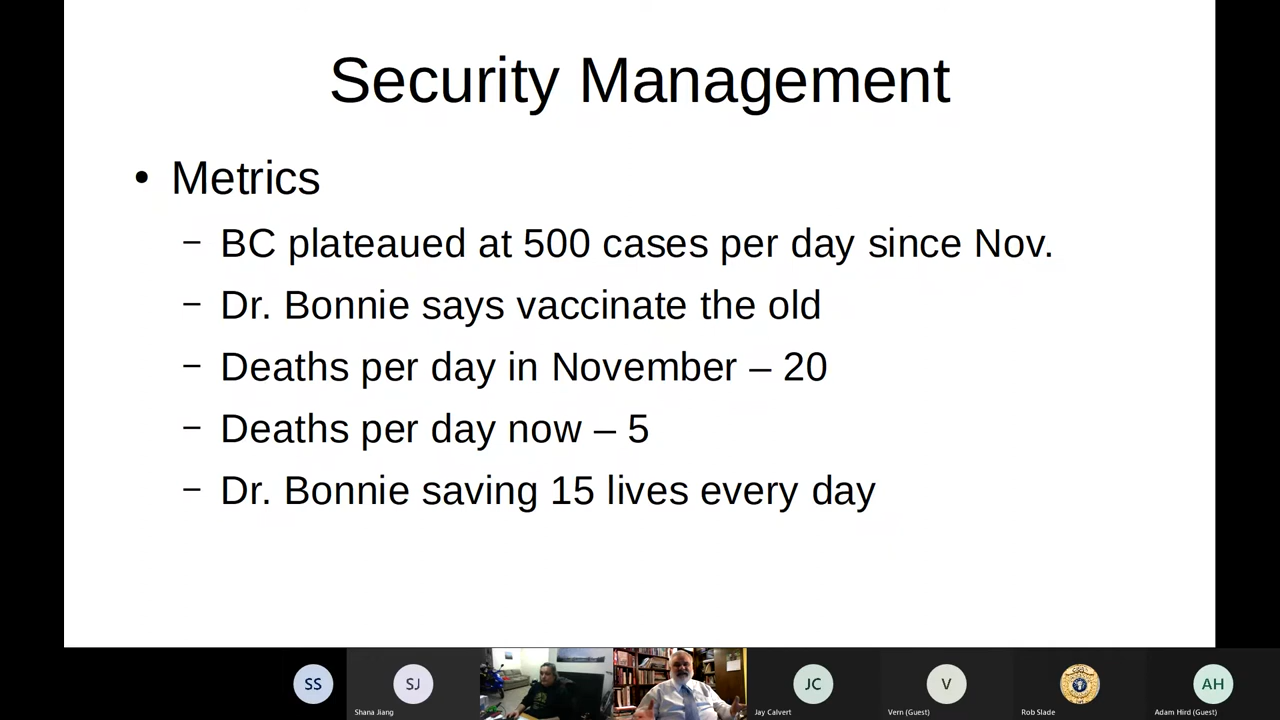 Security Management
• Metrics
– BC plateaued at 500 cases per day since Nov.
– Dr. Bonnie says vaccinate the old
– Deaths per day in November – 20
– Deaths per day now – 5
– Dr. Bonnie saving 15 lives every day
SS
SJ
JC
V
AH
Shana Jiang
Jay Calvert
Vern (Guest)
Rob Slade
Adam Hird (Guest)